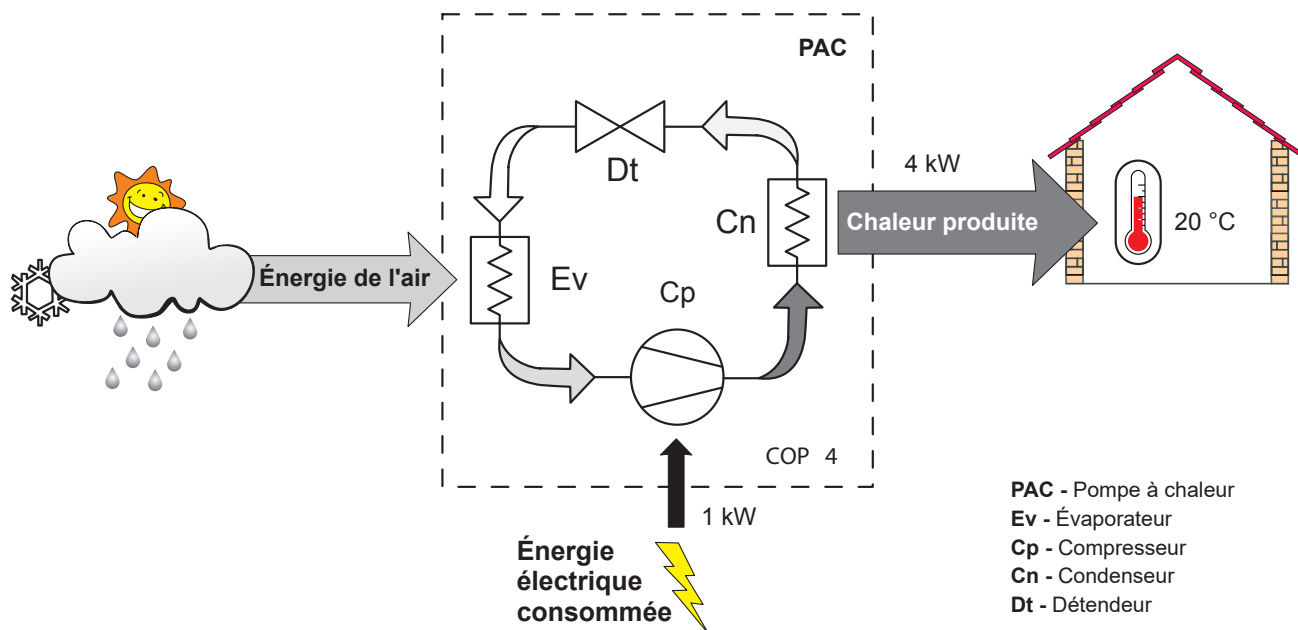 PAC
Dt
4 kW
Cn
Chaleur produite
20 °C
Énergie de l'air
Ev
Cp
COP 4
1 kW
Énergie
électrique
consommée
PAC - Pompe à chaleur
Ev - Évaporateur
Cp - Compresseur
Cn - Condenseur
Dt - Détendeur